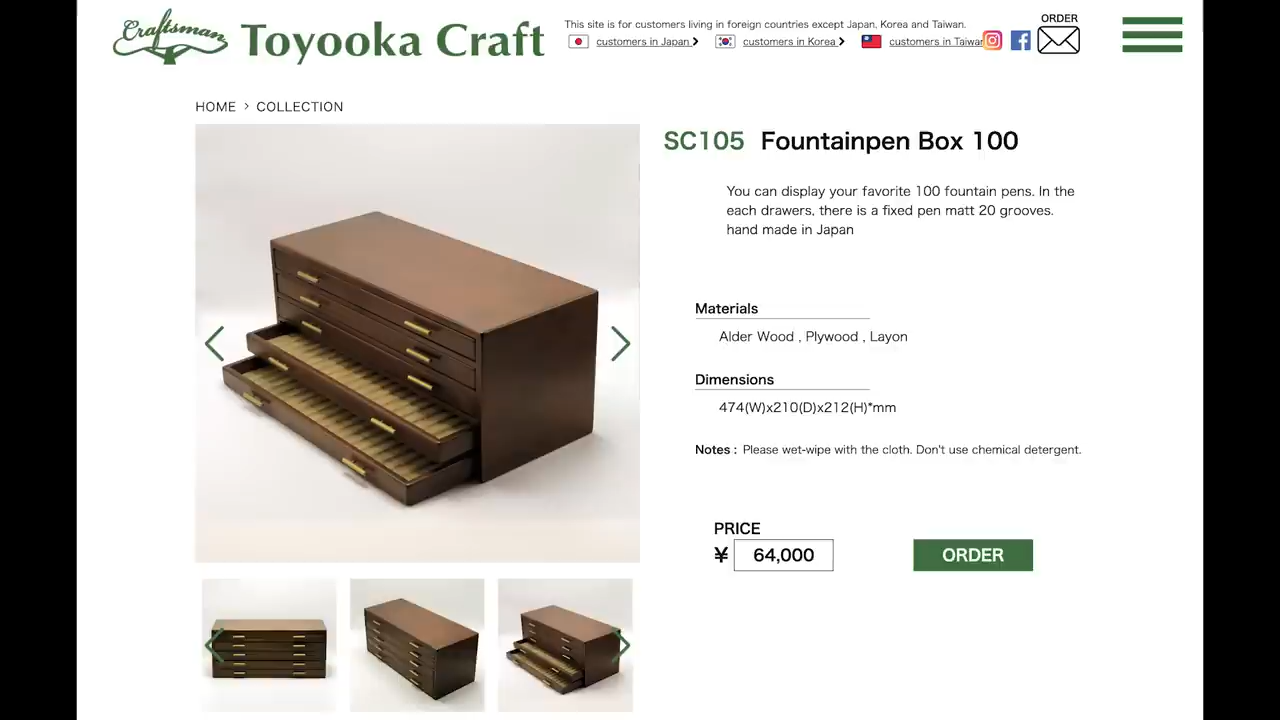 Craftsman
Toyooka Craft
This site is for customers living in foreign countries except Japan, Korea and Taiwan.
customers in Japan
customers in Korea
customers in Taiwan
ORDER
HOME > COLLECTION
SC105 Fountainpen Box 100
You can display your favorite 100 fountain pens. In the
each drawers, there is a fixed pen matt 20 grooves.
hand made in Japan
Materials
Alder Wood , Plywood , Layon
Dimensions
474(W)x210(D)x212(H)*mm
Notes : Please wet-wipe with the cloth. Don't use chemical detergent.
PRICE
¥ 64,000
ORDER